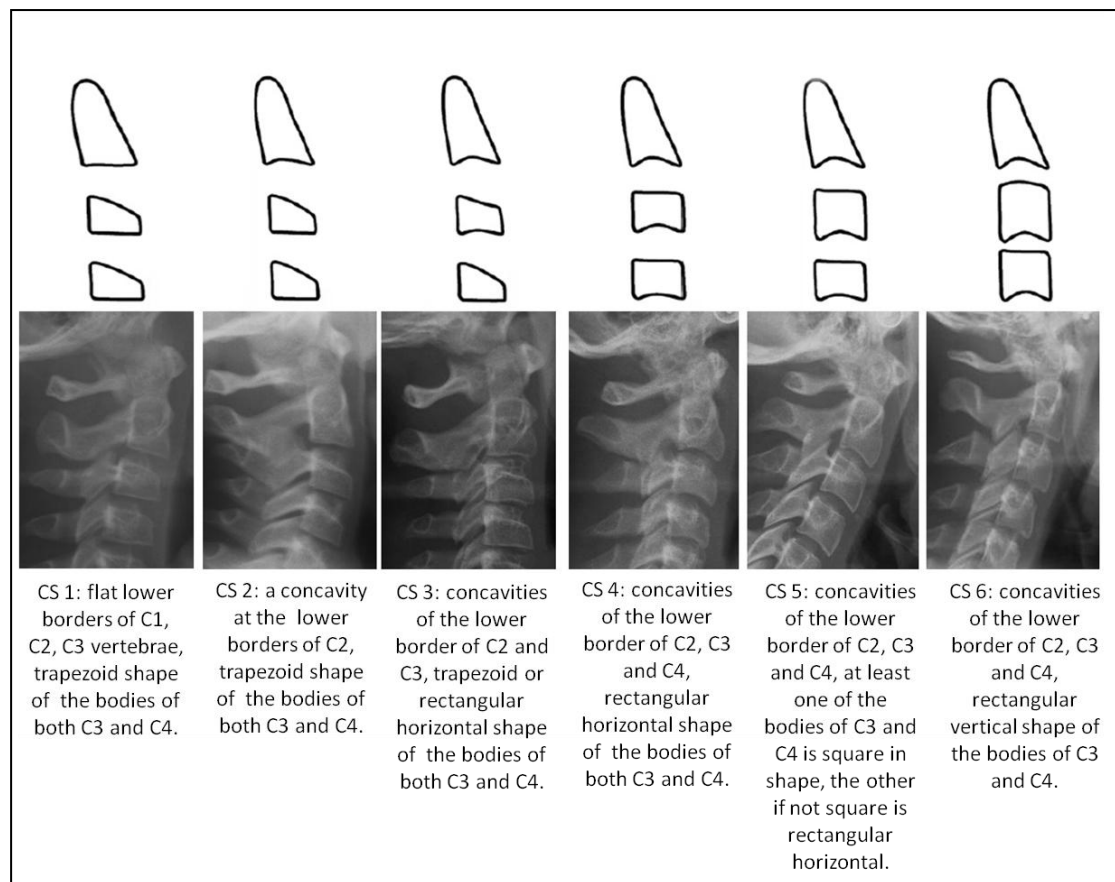 CS 1: flat lower
borders of C1,
C2, C3 vertebrae,
trapezoid shape
of the bodies of
both C3 and C4.
CS 2: a concavity
at the lower
borders of C2,
trapezoid shape
of the bodies of
both C3 and C4.
CS 3: concavities
of the lower
border of C2 and
C3, trapezoid or
rectangular
horizontal shape
of the bodies of
both C3 and C4.
CS 4: concavities
of the lower
border of C2, C3
and C4,
rectangular
horizontal shape
of the bodies of
both C3 and C4.
CS 5: concavities
of the lower
border of C2, C3
and C4, at least
one of the
bodies of C3 and
C4 is square in
shape, the other
if not square is
rectangular
horizontal.
CS 6: concavities
of the lower
border of C2, C3
and C4,
rectangular
vertical shape of
the bodies of C3
and C4.